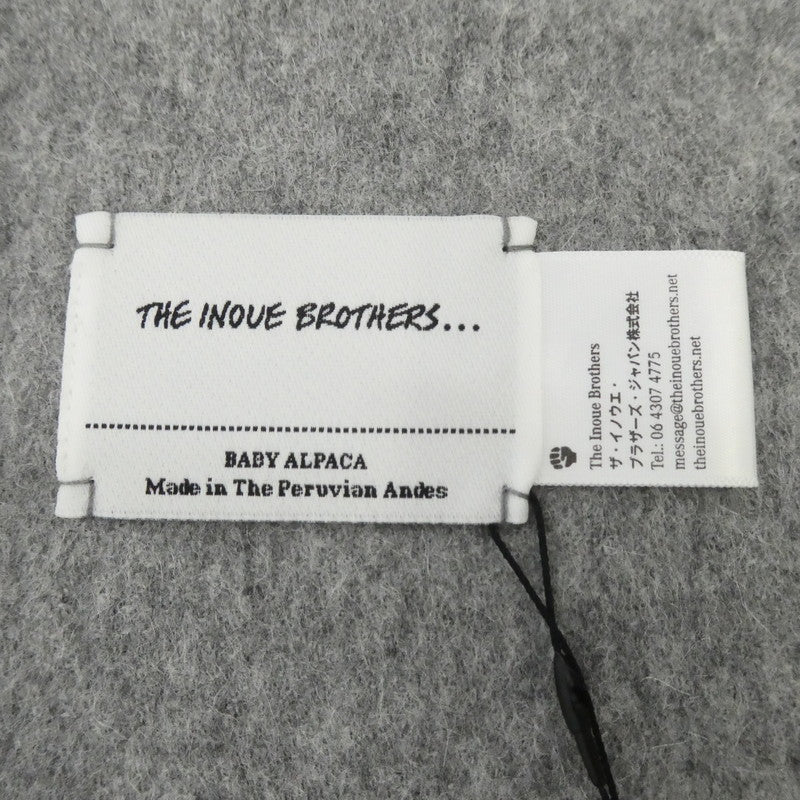 THE INOUE BROTHERS...
BABY ALPACA
Made in The Peruvian Andes
The Inoue Brothers
ザ・イノウエ・
ブラザーズ・ジャパン株式会社
Tel.: 06 4307 4775
message@theinouebrothers.net
theinouebrothers.net